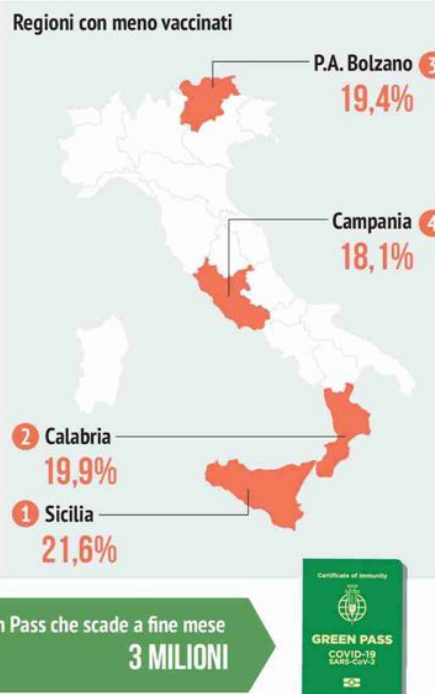 Regioni con meno vaccinati
P.A. Bolzano 3
19,4%
Campania 4
18,1%
2 Calabria
19,9%
1 Sicilia
21,6%
Pass che scade a fine mese
3 MILIONI
Certificate of immunity
GREEN PASS
COVID-19
SARS-CoV-2